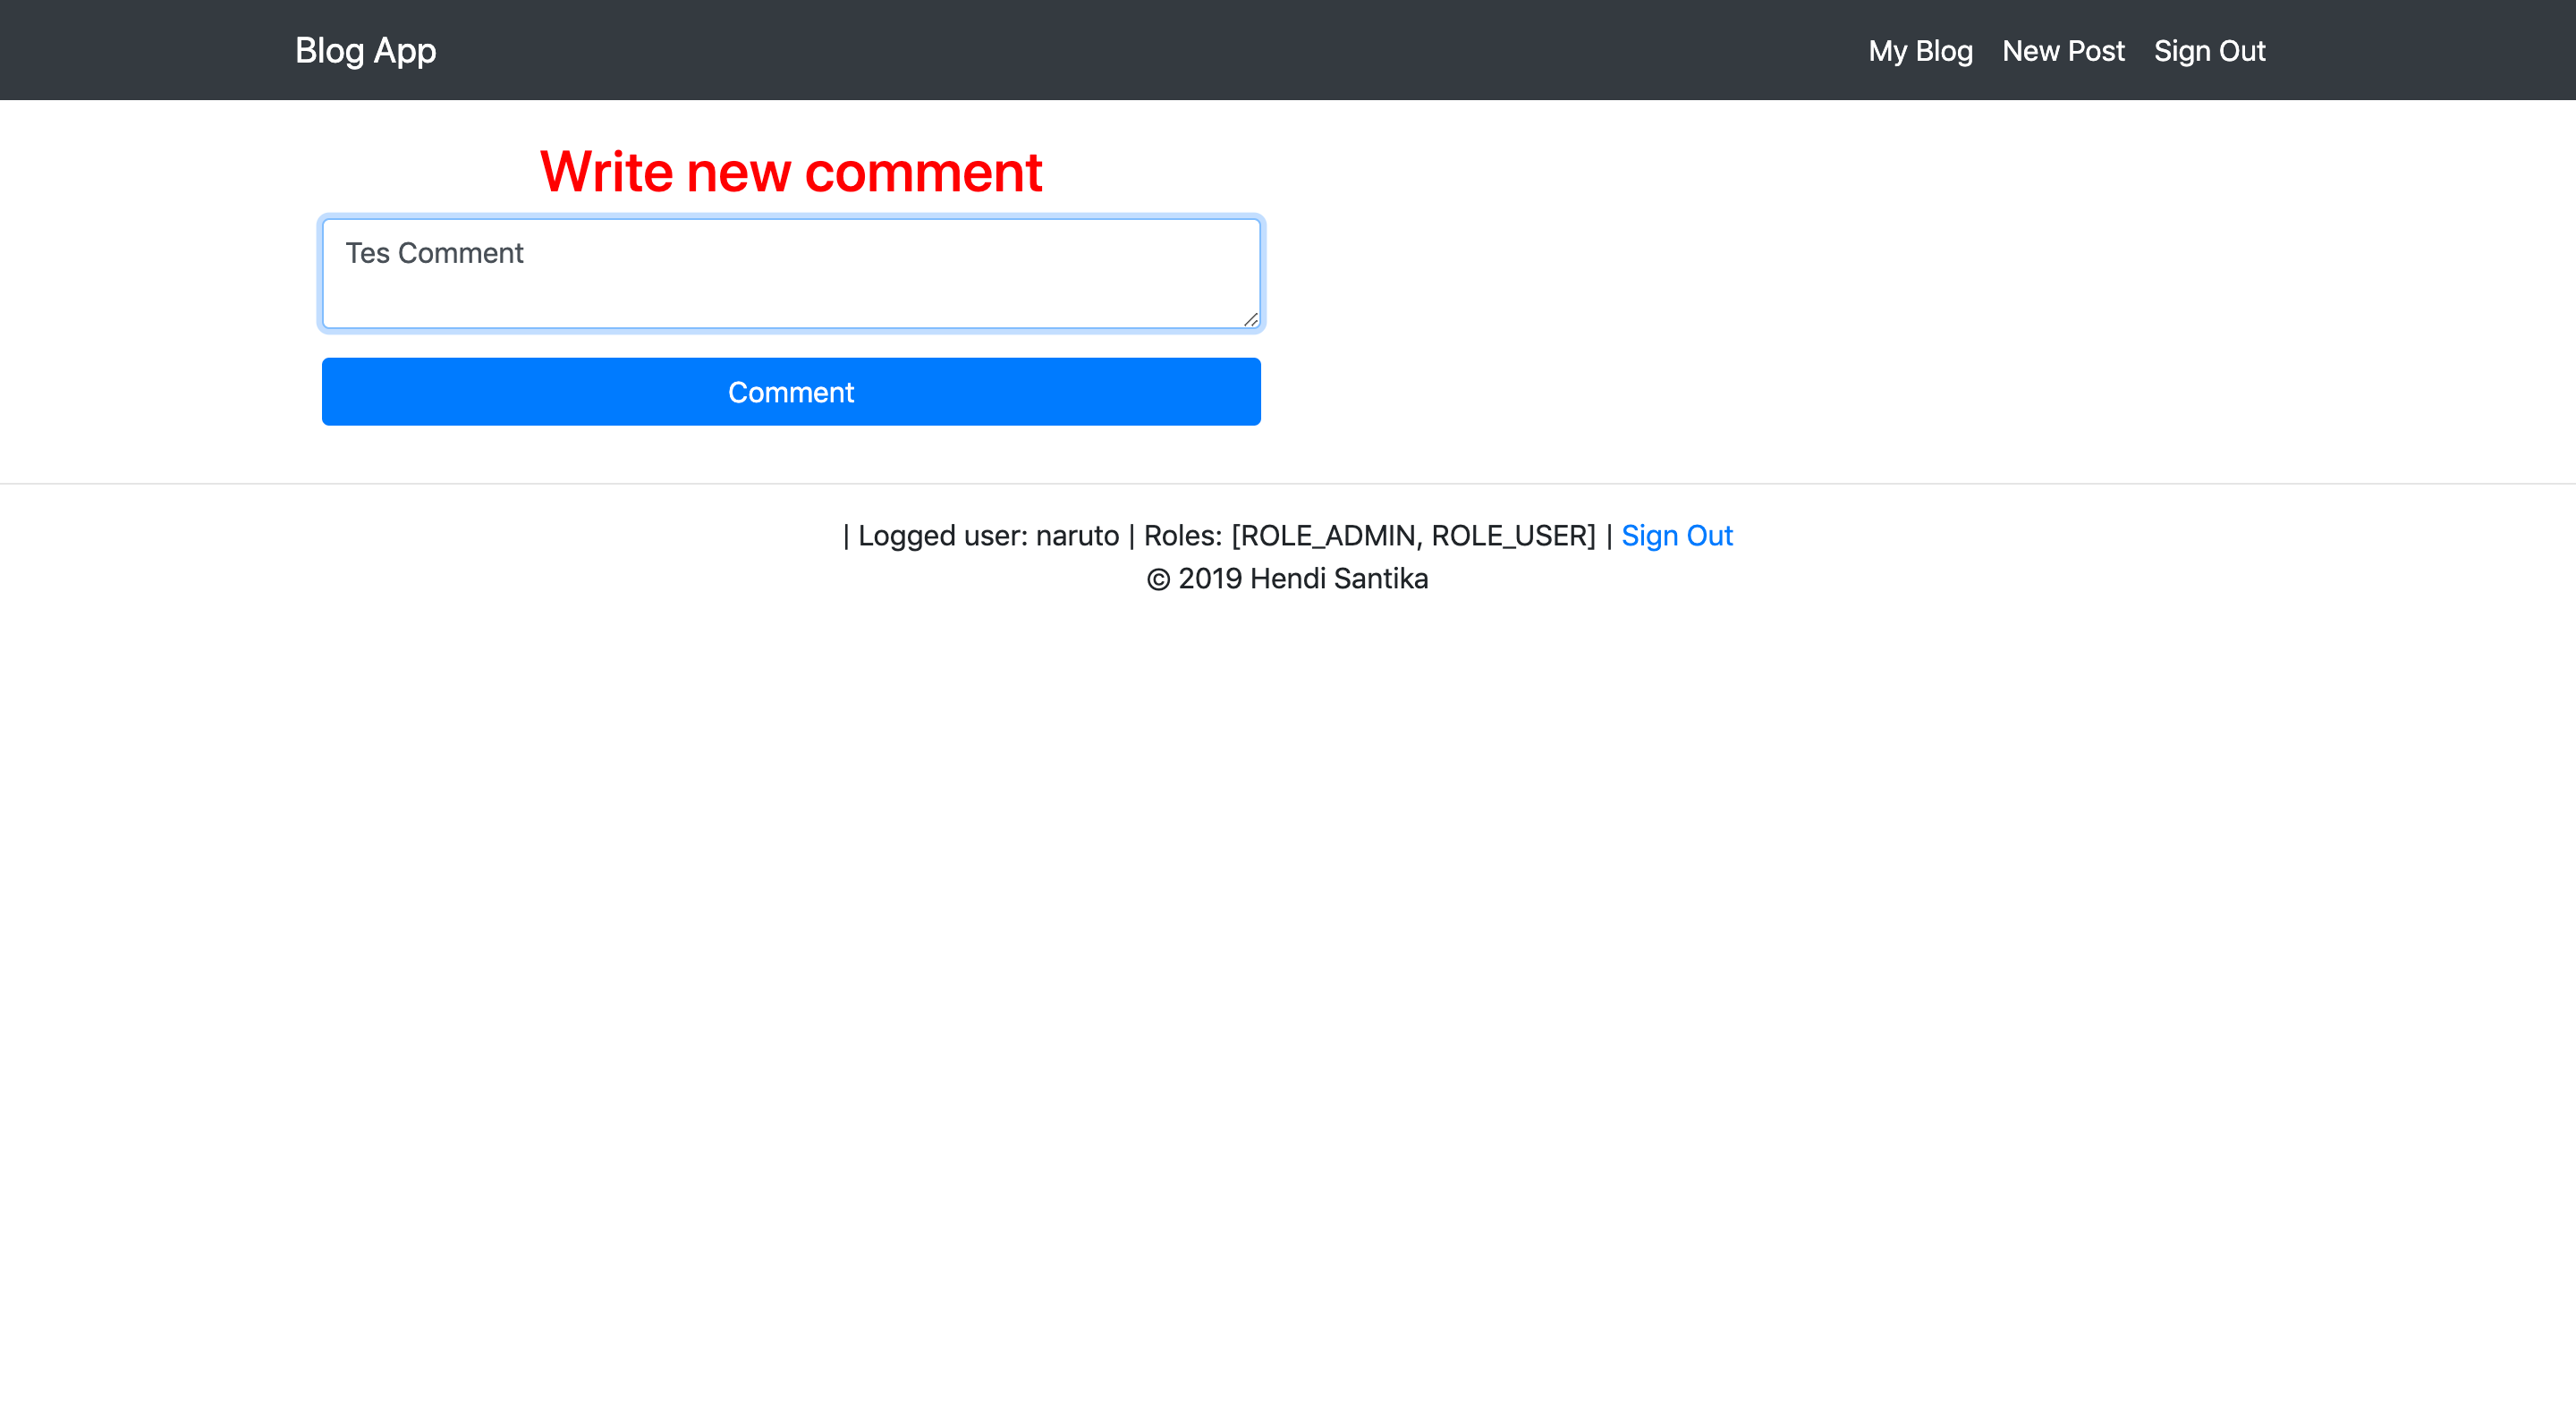 Blog App My Blog New Post Sign Out
Write new comment
Tes Comment
Comment
| Logged user: naruto | Roles: [ROLE_ADMIN, ROLE_USER] | Sign Out
© 2019 Hendi Santika